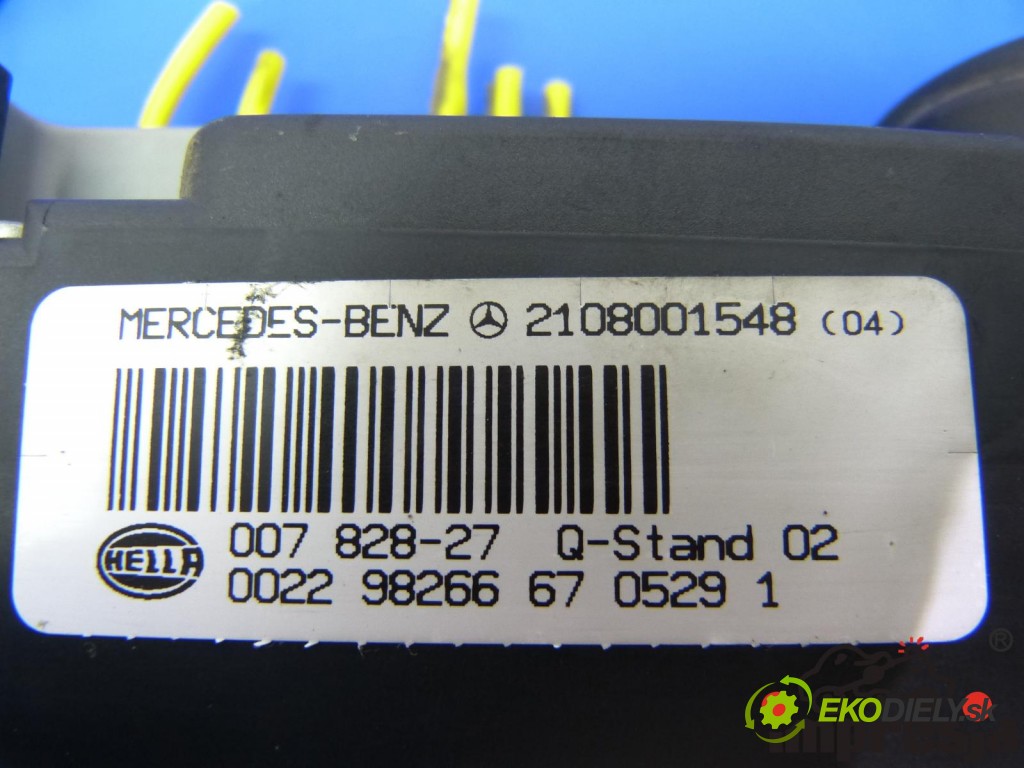 MERCEDES-BENZ 2108001548 (04)
HELLA
007 828-27 Q-Stand 02
0022 98266 67 0529 1
®
EKODIELY.sk